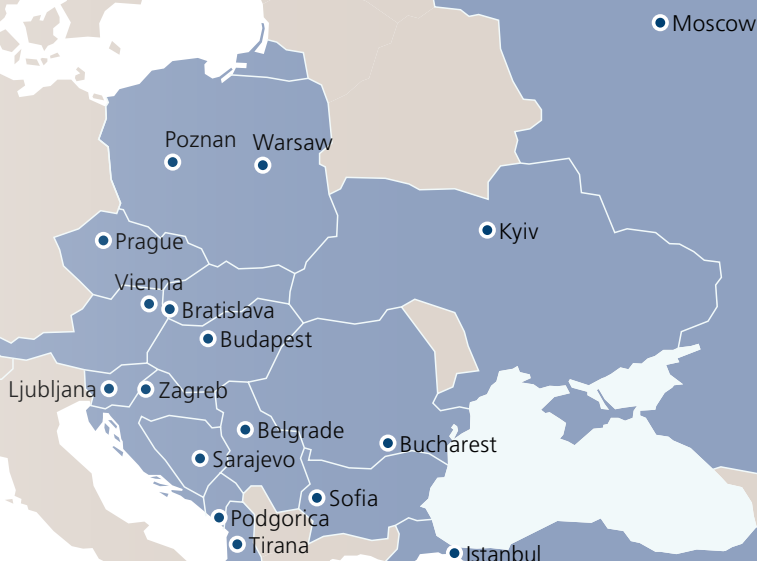 Moscow
Poznan
Warsaw
Kyiv
Prague
Vienna
Bratislava
Budapest
Ljubljana
Zagreb
Belgrade
Bucharest
Sarajevo
Sofia
Podgorica
Tirana
Istanbul